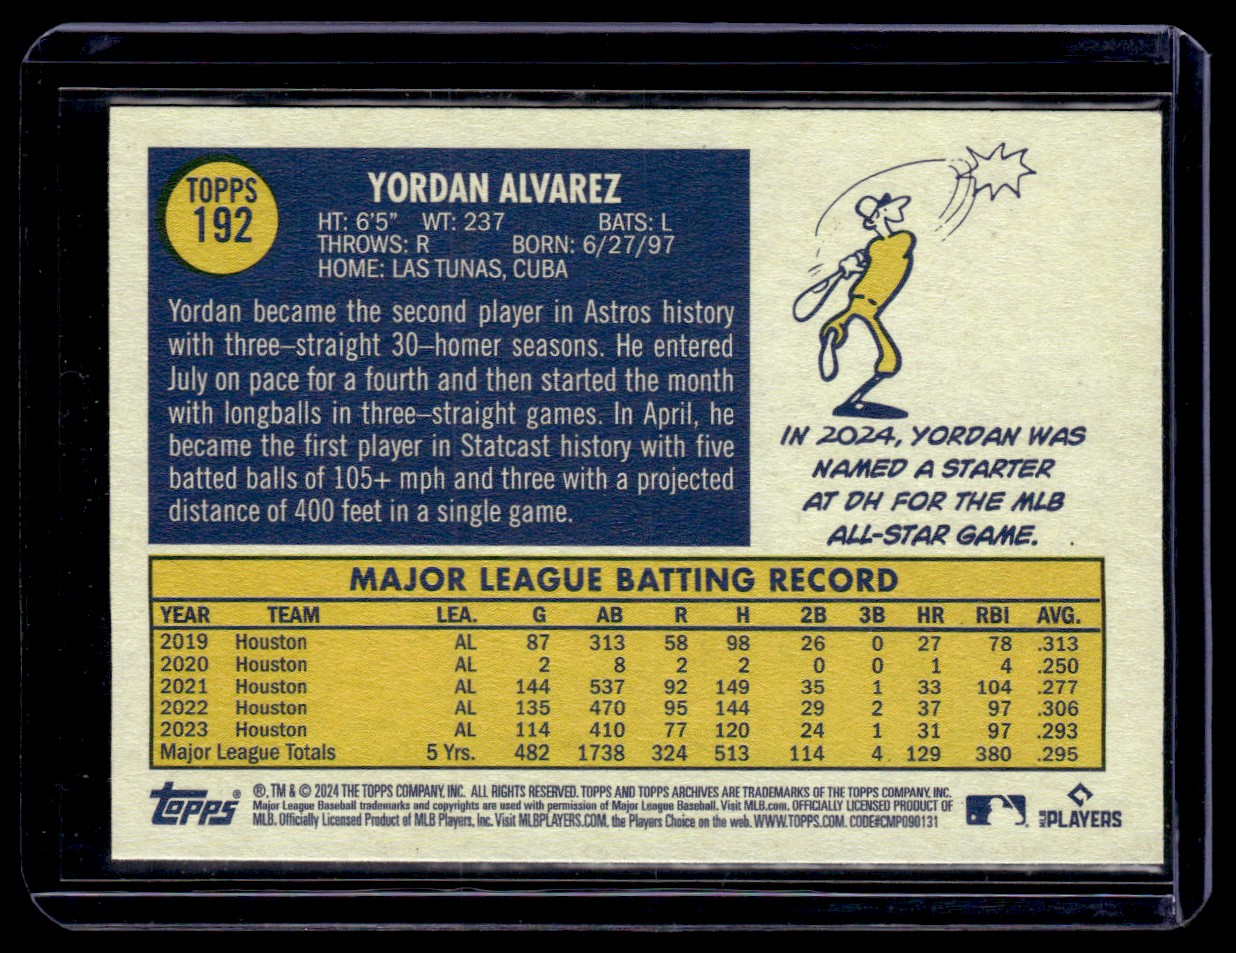 TOPPS
192
YORDAN ALVAREZ
HT: 6'5" WT: 237 BATS: L
THROWS: R BORN: 6/27/97
HOME: LAS TUNAS, CUBA
Yordan became the second player in Astros history
with three–straight 30–homer seasons. He entered
July on pace for a fourth and then started the month
with longballs in three–straight games. In April, he
became the first player in Statcast history with five
batted balls of 105+ mph and three with a projected
distance of 400 feet in a single game.
IN 2024, YORDAN WAS
NAMED A STARTER
AT DH FOR THE MLB
ALL-STAR GAME.
MAJOR LEAGUE BATTING RECORD
YEAR TEAM LEA. G AB R H 2B 3B HR RBI AVG.
2019 Houston AL 87 313 58 98 26 0 27 78 .313
2020 Houston AL 2 8 2 2 0 0 1 4 .250
2021 Houston AL 144 537 92 149 35 1 33 104 .277
2022 Houston AL 135 470 95 144 29 2 37 97 .306
2023 Houston AL 114 410 77 120 24 1 31 97 .293
Major League Totals 5 Yrs. 482 1738 324 513 114 4 129 380 .295
topps®
®, TM & © 2024 THE TOPPS COMPANY, INC. ALL RIGHTS RESERVED. TOPPS AND TOPPS ARCHIVES ARE TRADEMARKS OF THE TOPPS COMPANY, INC.
Major League Baseball trademarks and copyrights are used with permission of Major League Baseball. Visit MLB.com. OFFICIALLY LICENSED PRODUCT OF
MLB. Officially Licensed Product of MLB Players, Inc. Visit MLBPLAYERS.COM, the Players Choice on the web. WWW.TOPPS.COM. CODE#CMP090131
MLB PLAYERS